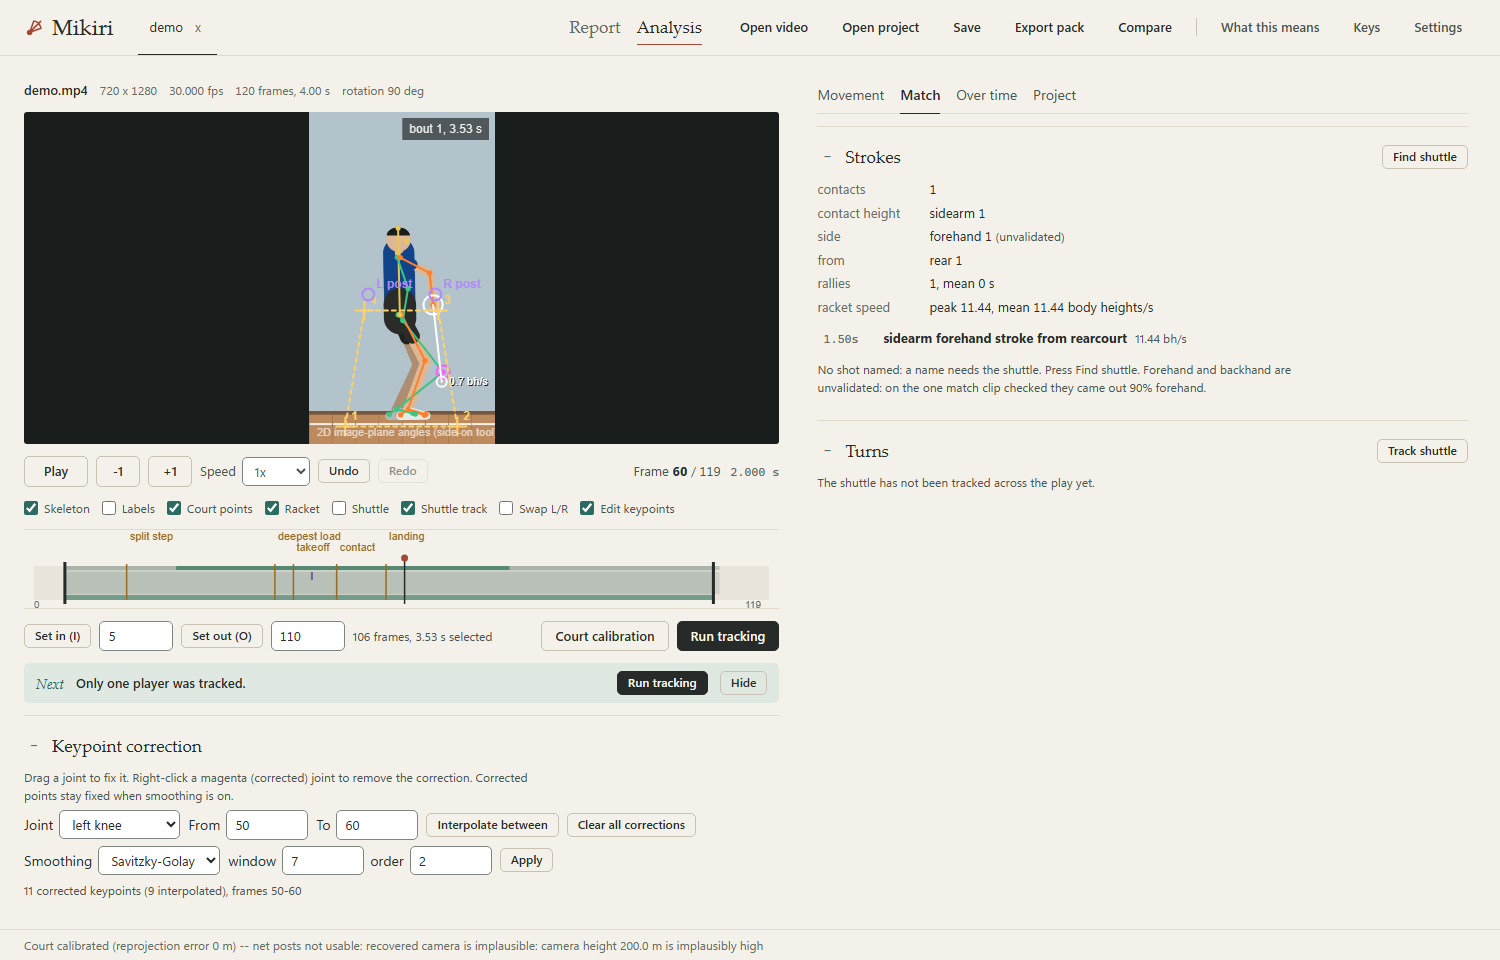 Mikiri
demo x
Report Analysis Open video Open project Save Export pack Compare What this means Keys Settings
demo.mp4 720 x 1280 30.000 fps 120 frames, 4.00 s rotation 90 deg
bout 1, 3.53 s
L post R post
4 3
0.7 bh/s
1 2
2D image-plane angles (side-on tool
Play -1 +1 Speed 1x Undo Redo Frame 60 / 119 2.000 s
Skeleton Labels Court points Racket Shuttle Shuttle track Swap L/R Edit keypoints
split step deepest load landing
takeoff contact
0 119
Set in (I) 5 Set out (O) 110 106 frames, 3.53 s selected Court calibration Run tracking
Next Only one player was tracked. Run tracking Hide
– Keypoint correction
Drag a joint to fix it. Right-click a magenta (corrected) joint to remove the correction. Corrected
points stay fixed when smoothing is on.
Joint left knee From 50 To 60 Interpolate between Clear all corrections
Smoothing Savitzky-Golay window 7 order 2 Apply
11 corrected keypoints (9 interpolated), frames 50-60
Movement Match Over time Project
– Strokes Find shuttle
contacts 1
contact height sidearm 1
side forehand 1 (unvalidated)
from rear 1
rallies 1, mean 0 s
racket speed peak 11.44, mean 11.44 body heights/s
1.50s sidearm forehand stroke from rearcourt 11.44 bh/s
No shot named: a name needs the shuttle. Press Find shuttle. Forehand and backhand are
unvalidated: on the one match clip checked they came out 90% forehand.
– Turns Track shuttle
The shuttle has not been tracked across the play yet.
Court calibrated (reprojection error 0 m) -- net posts not usable: recovered camera is implausible: camera height 200.0 m is implausibly high